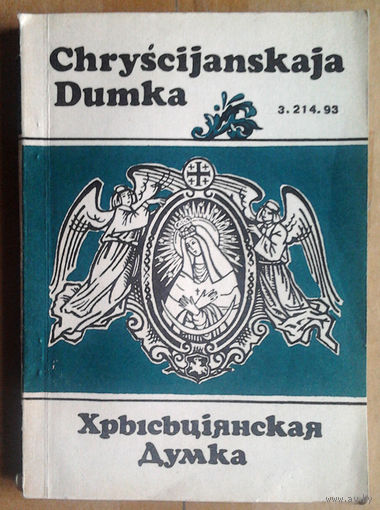 Chryścijanskaja
Dumka
3.214.93
Хрысьціянская
Думка